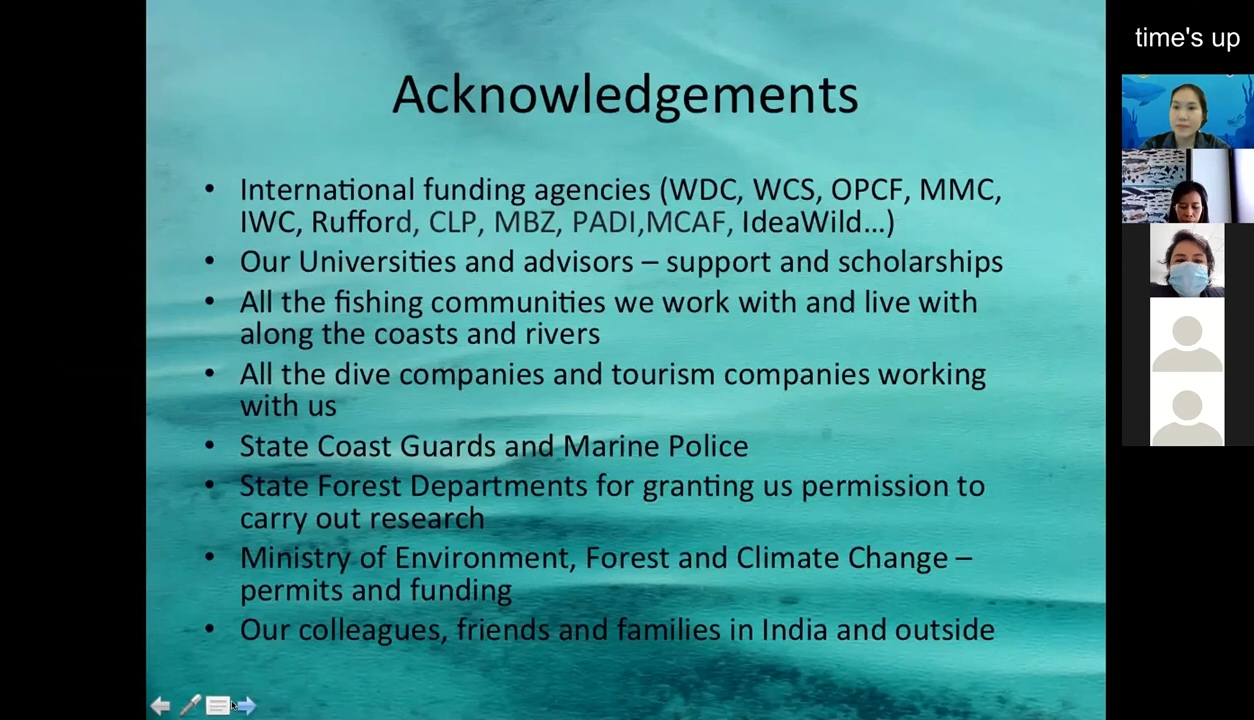 Acknowledgements
• International funding agencies (WDC, WCS, OPCF, MMC,
IWC, Rufford, CLP, MBZ, PADI,MCAF, IdeaWild...)
• Our Universities and advisors – support and scholarships
• All the fishing communities we work with and live with
along the coasts and rivers
• All the dive companies and tourism companies working
with us
• State Coast Guards and Marine Police
• State Forest Departments for granting us permission to
carry out research
• Ministry of Environment, Forest and Climate Change –
permits and funding
• Our colleagues, friends and families in India and outside
time's up